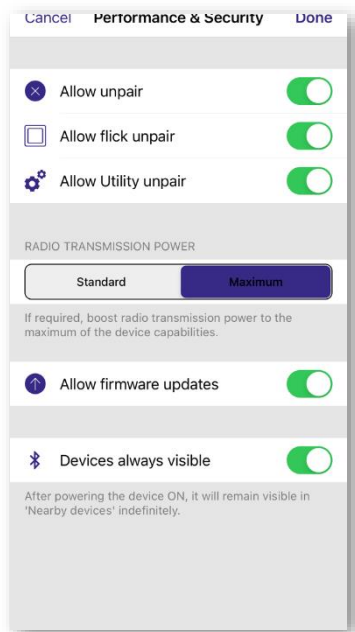 Cancel Performance & Security Done
Allow unpair
Allow flick unpair
Allow Utility unpair
RADIO TRANSMISSION POWER
Standard Maximum
If required, boost radio transmission power to the
maximum of the device capabilities.
Allow firmware updates
Devices always visible
After powering the device ON, it will remain visible in
'Nearby devices' indefinitely.